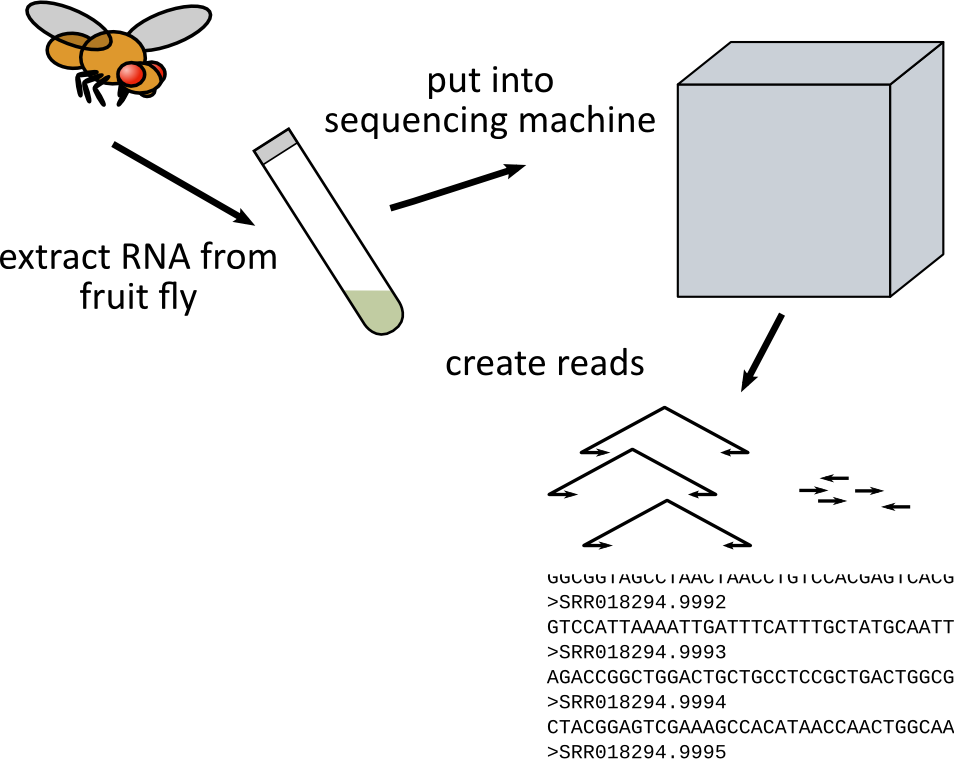 put into
sequencing machine
extract RNA from
fruit fly
create reads
GGCGGTAGCCTAACTAACCTGTCCACGAGTCACG
>SRR018294.9992
GTCCATTAAAATTGATTTCATTTGCTATGCAATT
>SRR018294.9993
AGACCGGCTGGACTGCTGCCTCCGCTGACTGGCG
>SRR018294.9994
CTACGGAGTCGAAAGCCACATAACCAACTGGCAA
>SRR018294.9995